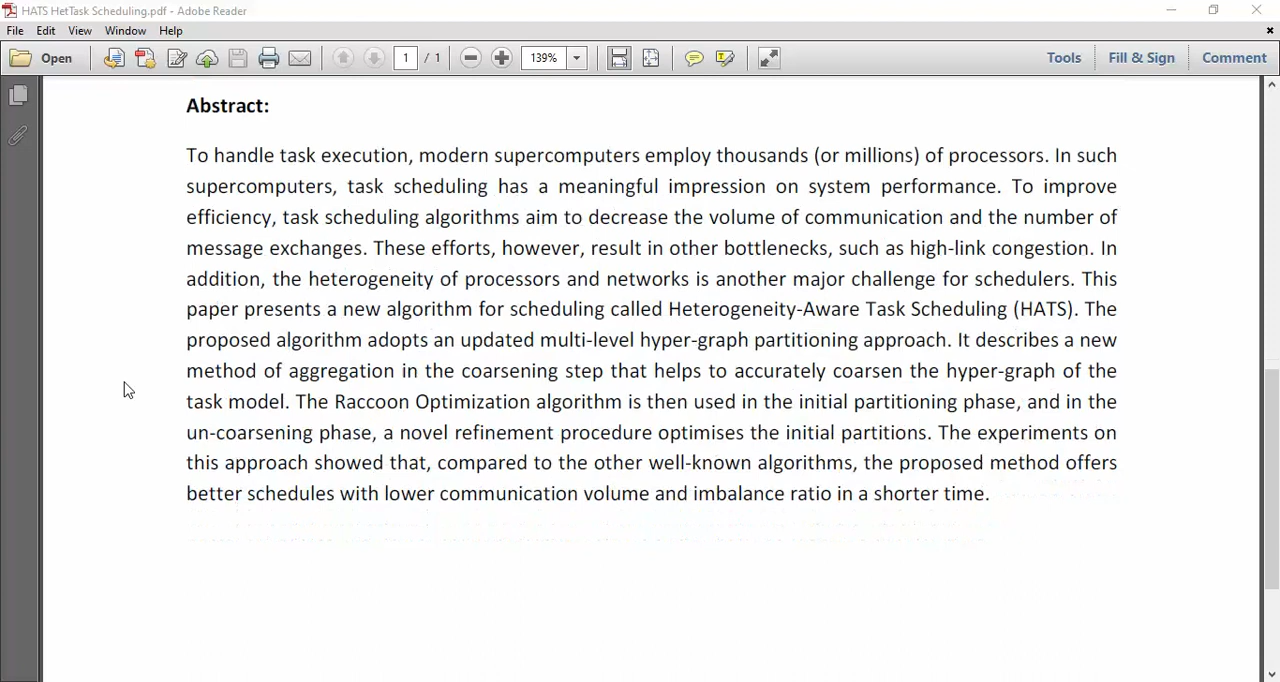 HATS HetTask Scheduling.pdf - Adobe Reader
File Edit View Window Help
Open 1 / 1 139% Tools Fill & Sign Comment
Abstract:
To handle task execution, modern supercomputers employ thousands (or millions) of processors. In such
supercomputers, task scheduling has a meaningful impression on system performance. To improve
efficiency, task scheduling algorithms aim to decrease the volume of communication and the number of
message exchanges. These efforts, however, result in other bottlenecks, such as high-link congestion. In
addition, the heterogeneity of processors and networks is another major challenge for schedulers. This
paper presents a new algorithm for scheduling called Heterogeneity-Aware Task Scheduling (HATS). The
proposed algorithm adopts an updated multi-level hyper-graph partitioning approach. It describes a new
method of aggregation in the coarsening step that helps to accurately coarsen the hyper-graph of the
task model. The Raccoon Optimization algorithm is then used in the initial partitioning phase, and in the
un-coarsening phase, a novel refinement procedure optimises the initial partitions. The experiments on
this approach showed that, compared to the other well-known algorithms, the proposed method offers
better schedules with lower communication volume and imbalance ratio in a shorter time.